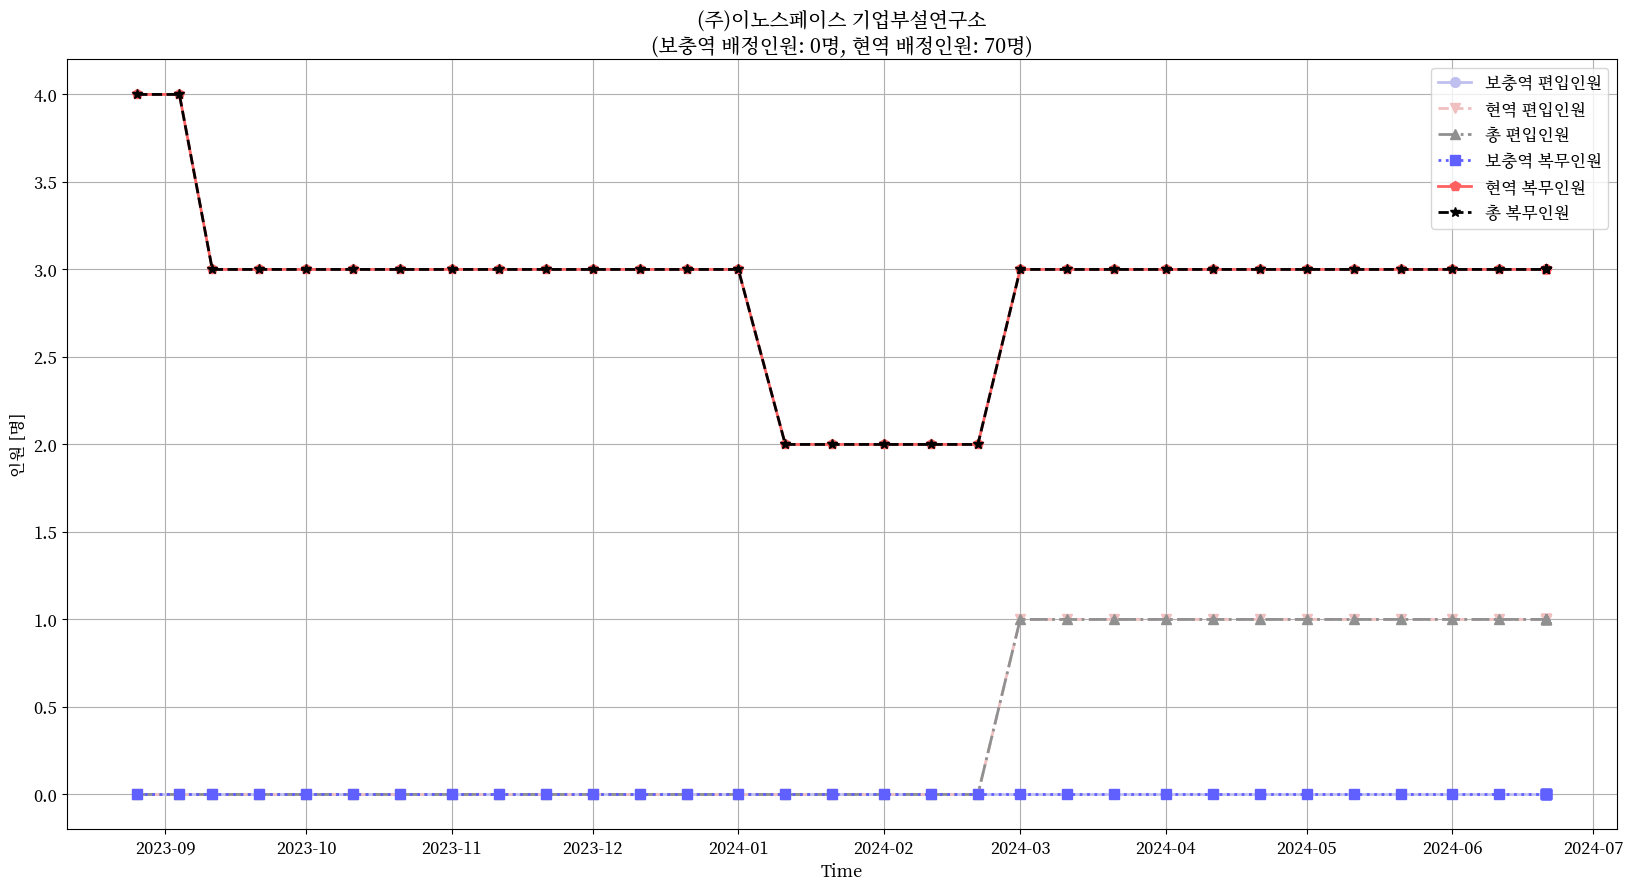 (주)이노스페이스 기업부설연구소
(보충역 배정인원: 0명, 현역 배정인원: 70명)
보충역 편입인원
현역 편입인원
총 편입인원
보충역 복무인원
현역 복무인원
총 복무인원
인원 [명]
4.0
3.5
3.0
2.5
2.0
1.5
1.0
0.5
0.0
2023-09 2023-10 2023-11 2023-12 2024-01 2024-02 2024-03 2024-04 2024-05 2024-06 2024-07
Time